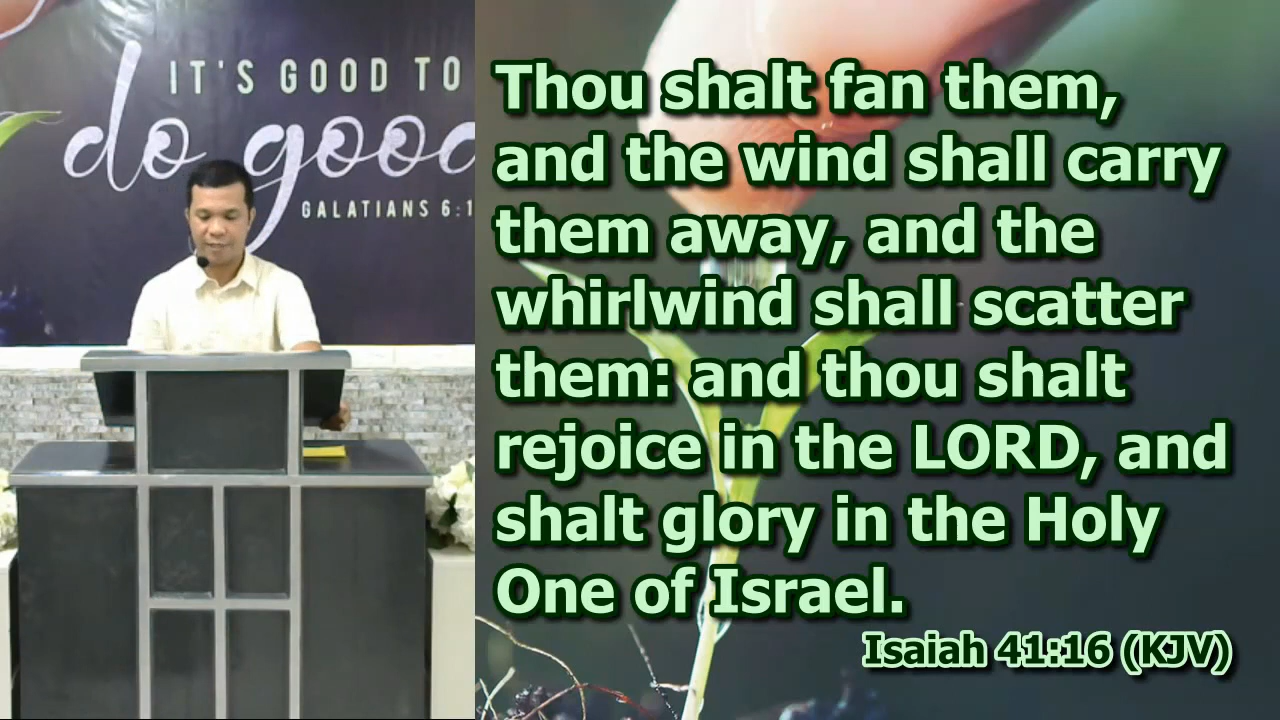 IT'S GOOD TO
do good
GALATIANS 6:1
Thou shalt fan them,
and the wind shall carry
them away, and the
whirlwind shall scatter
them: and thou shalt
rejoice in the LORD, and
shalt glory in the Holy
One of Israel.
Isaiah 41:16 (KJV)